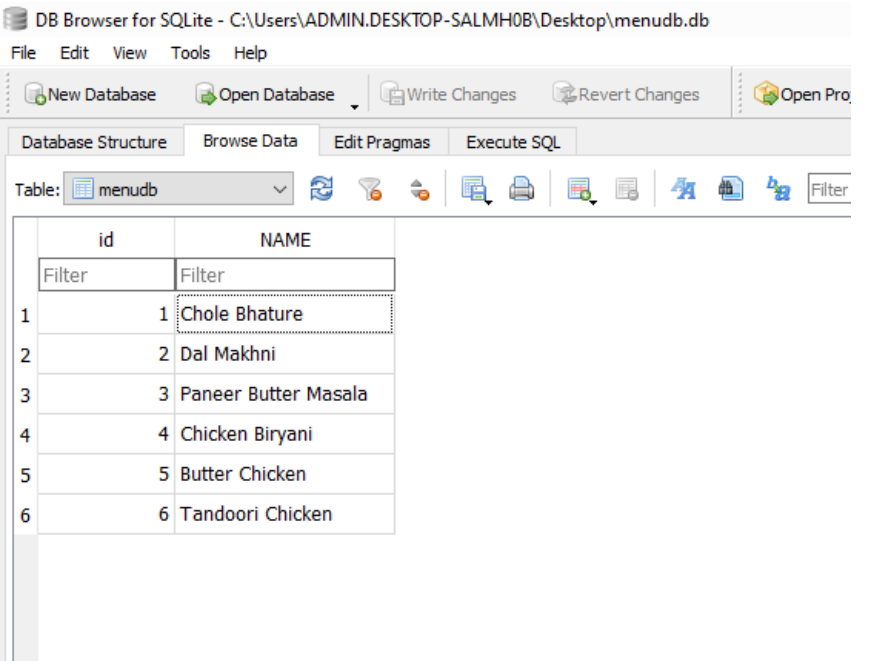 DB Browser for SQLite - C:\Users\ADMIN.DESKTOP-SALMH0B\Desktop\menudb.db
File Edit View Tools Help
New Database Open Database Write Changes Revert Changes Open Pro
Database Structure Browse Data Edit Pragmas Execute SQL
Table: menudb Filter
id NAME
Filter Filter
1 1 Chole Bhature
2 2 Dal Makhni
3 3 Paneer Butter Masala
4 4 Chicken Biryani
5 5 Butter Chicken
6 6 Tandoori Chicken